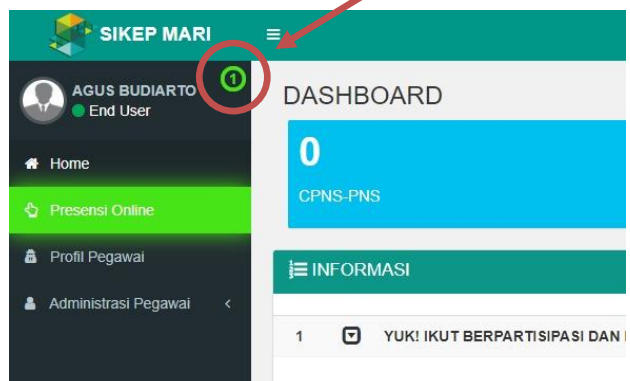 SIKEP MARI
AGUS BUDIARTO
1
End User
Home
Presensi Online
Profil Pegawai
Administrasi Pegawai
DASHBOARD
0
CPNS-PNS
INFORMASI
1 YUK! IKUT BERPARTISIPASI DAN